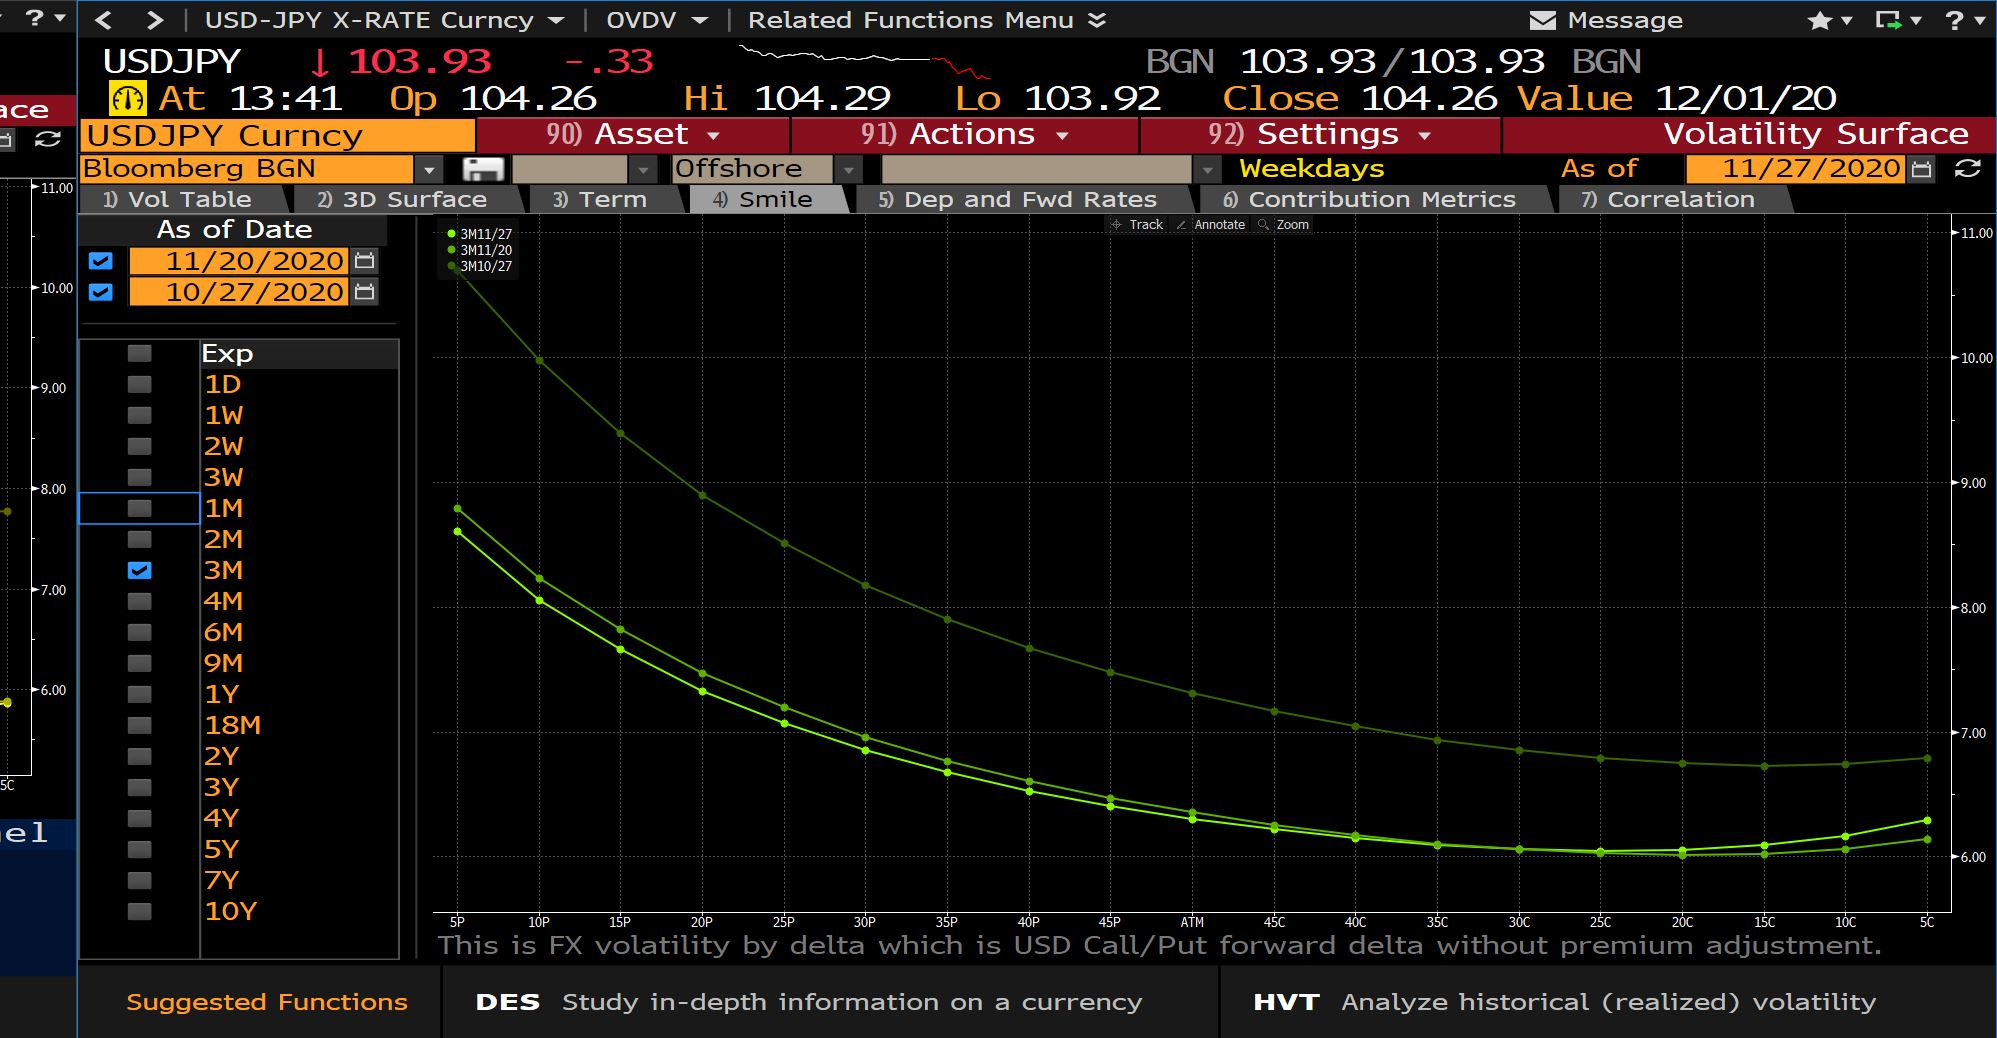 ?
USD-JPY X-RATE Curncy | OVDV | Related Functions Menu
Message
?
USDJPY ↓ 103.93 -.33 BGN 103.93/103.93 BGN
At 13:41 Op 104.26 Hi 104.29 Lo 103.92 Close 104.26 Value 12/01/20
ace
USDJPY Curncy 90) Asset 91) Actions 92) Settings Volatility Surface
Bloomberg BGN Offshore Weekdays As of 11/27/2020
1) Vol Table 2) 3D Surface 3) Term 4) Smile 5) Dep and Fwd Rates 6) Contribution Metrics 7) Correlation
11.00
10.00
9.00
8.00
7.00
6.00
5C
el
As of Date
11/20/2020
10/27/2020
Exp
1D
1W
2W
3W
1M
2M
3M
4M
6M
9M
1Y
18M
2Y
3Y
4Y
5Y
7Y
10Y
Track Annotate Zoom
3M11/27
3M11/20
3M10/27
11.00
10.00
9.00
8.00
7.00
6.00
5P 10P 15P 20P 25P 30P 35P 40P 45P ATM 45C 40C 35C 30C 25C 20C 15C 10C 5C
This is FX volatility by delta which is USD Call/Put forward delta without premium adjustment.
Suggested Functions DES Study in-depth information on a currency HVT Analyze historical (realized) volatility